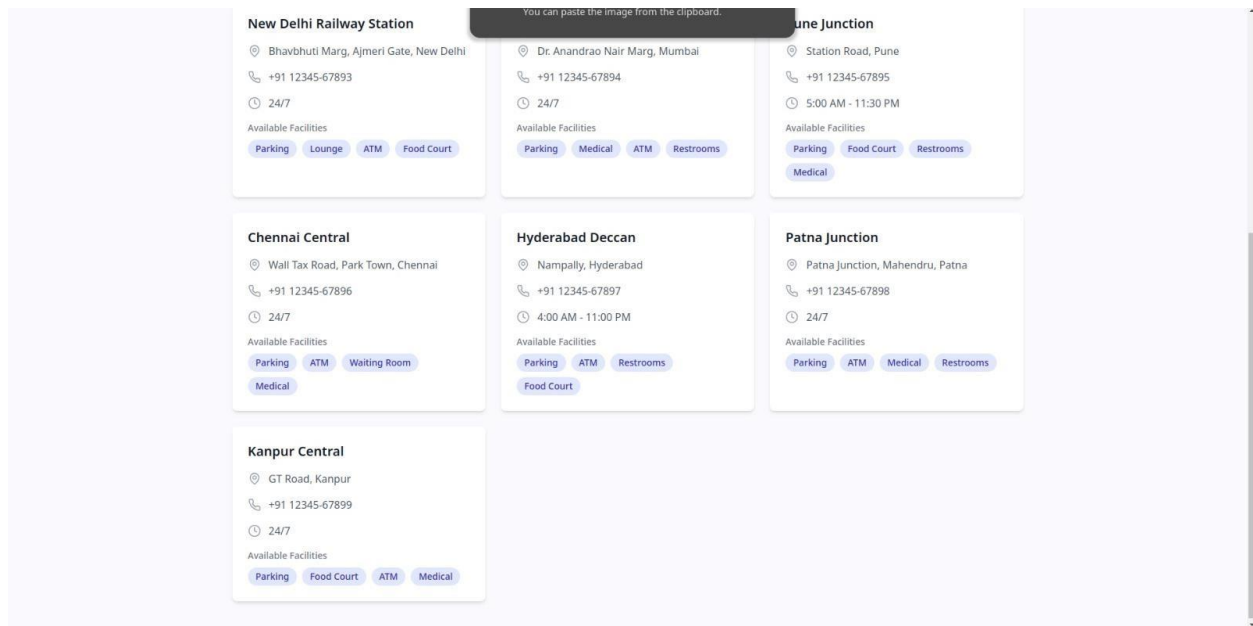 You can paste the image from the clipboard.
New Delhi Railway Station
Bhavbhuti Marg, Ajmeri Gate, New Delhi
+91 12345-67893
24/7
Available Facilities
Parking Lounge ATM Food Court
Dr. Anandrao Nair Marg, Mumbai
+91 12345-67894
24/7
Available Facilities
Parking Medical ATM Restrooms
une Junction
Station Road, Pune
+91 12345-67895
5:00 AM - 11:30 PM
Available Facilities
Parking Food Court Restrooms
Medical
Chennai Central
Wall Tax Road, Park Town, Chennai
+91 12345-67896
24/7
Available Facilities
Parking ATM Waiting Room
Medical
Hyderabad Deccan
Nampally, Hyderabad
+91 12345-67897
4:00 AM - 11:00 PM
Available Facilities
Parking ATM Restrooms
Food Court
Patna Junction
Patna Junction, Mahendru, Patna
+91 12345-67898
24/7
Available Facilities
Parking ATM Medical Restrooms
Kanpur Central
GT Road, Kanpur
+91 12345-67899
24/7
Available Facilities
Parking Food Court ATM Medical